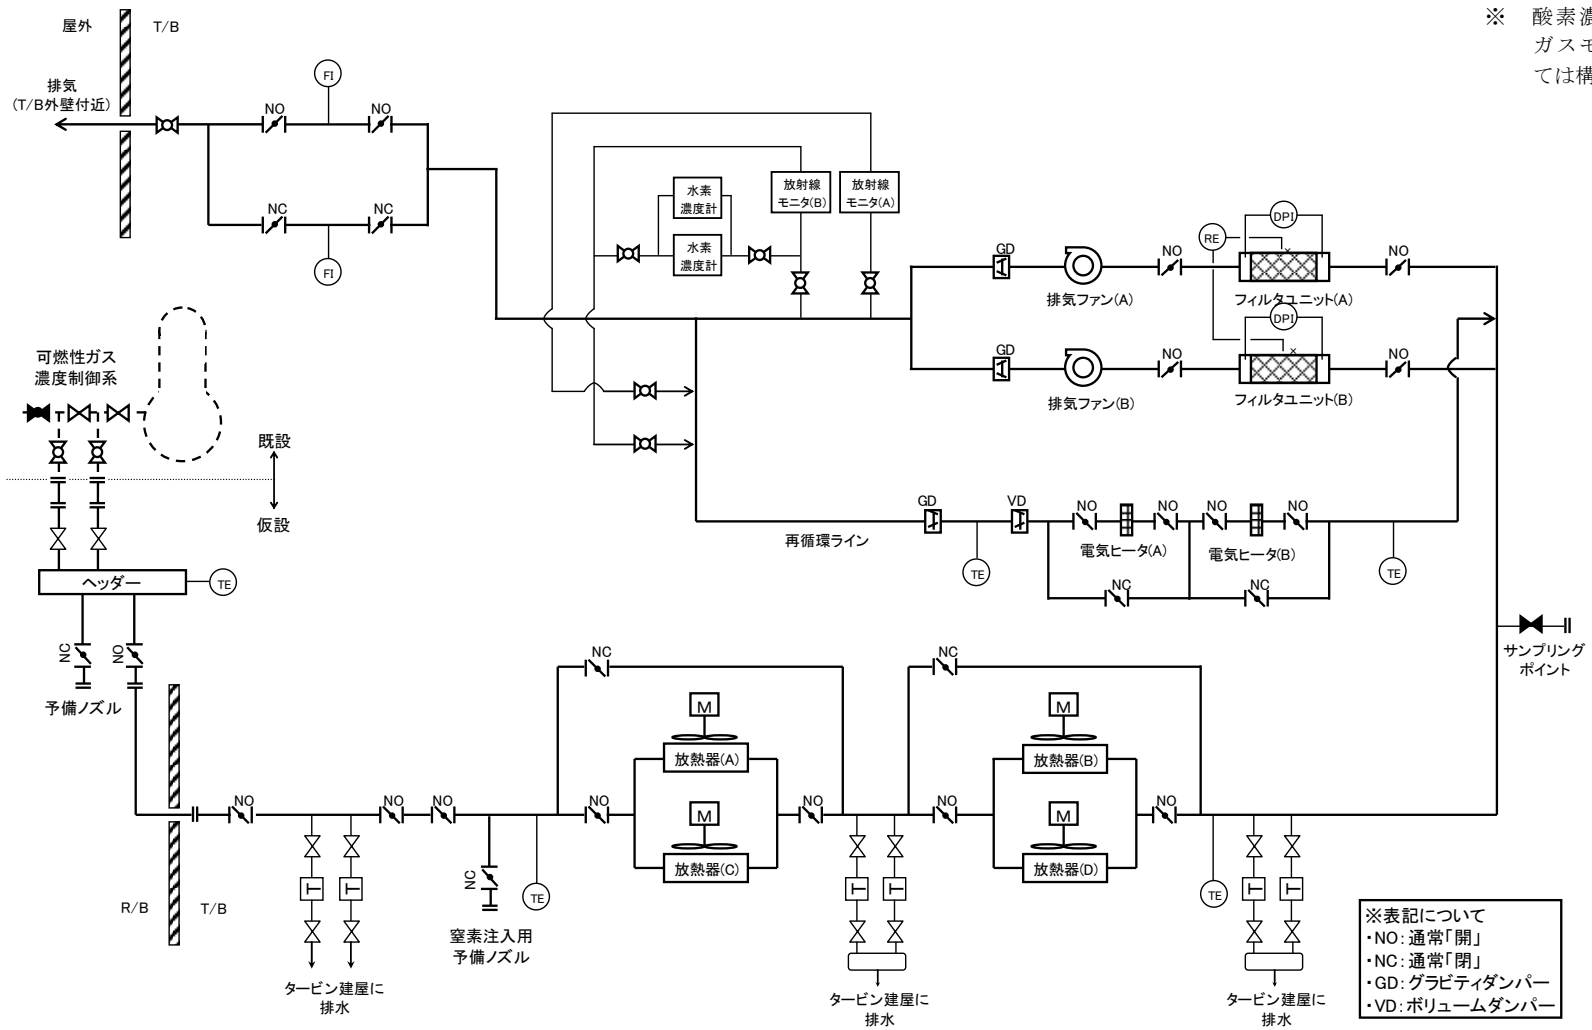 ※ 酸素濃
ガスモ
ては構
屋外 T/B
排気
(T/B外壁付近)
FI
NO NO
NC NC
FI
水素
濃度計
水素
濃度計
放射線
モニタ(B)
放射線
モニタ(A)
GD
排気ファン(A)
NO
RE
DPI
フィルタユニット(A)
NO
GD
排気ファン(B)
NO
DPI
フィルタユニット(B)
NO
可燃性ガス
濃度制御系
既設
仮設
ヘッダー
TE
NC NO
予備ノズル
再循環ライン
GD
TE
VD
NO NO NO NO
電気ヒータ(A)
電気ヒータ(B)
NC NC
TE
サンプリング
ポイント
NC
M
放熱器(A)
M
放熱器(C)
NC
M
放熱器(B)
M
放熱器(D)
NO NO NO NO NO NO NO
R/B T/B
T T
タービン建屋に
排水
NC
窒素注入用
予備ノズル
TE
T T
タービン建屋に
排水
TE
T T
タービン建屋に
排水
※表記について
・NO：通常「開」
・NC：通常「閉」
・GD：グラビティダンパー
・VD：ボリュームダンパー